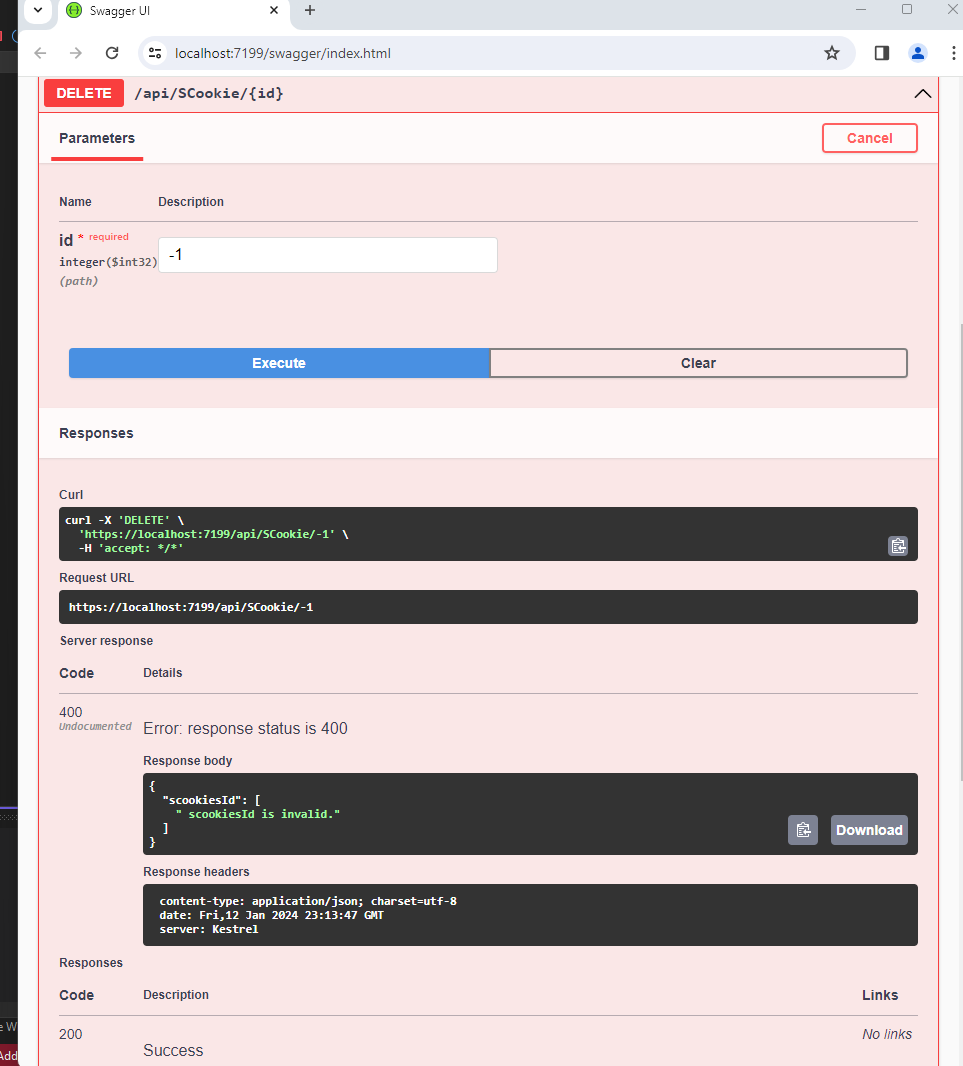 Swagger UI
localhost:7199/swagger/index.html
DELETE /api/SCookie/{id}
Parameters
Cancel
Name Description
id * required
integer($int32)
(path)
-1
Execute
Clear
Responses
Curl
curl -X 'DELETE' \
'https://localhost:7199/api/SCookie/-1' \
-H 'accept: */*'
Request URL
https://localhost:7199/api/SCookie/-1
Server response
Code Details
400
Undocumented
Error: response status is 400
Response body
{
"scookiesId": [
" scookiesId is invalid."
]
}
Download
Response headers
content-type: application/json; charset=utf-8
date: Fri,12 Jan 2024 23:13:47 GMT
server: Kestrel
Responses
Code Description Links
200
Success
No links
e W
Add